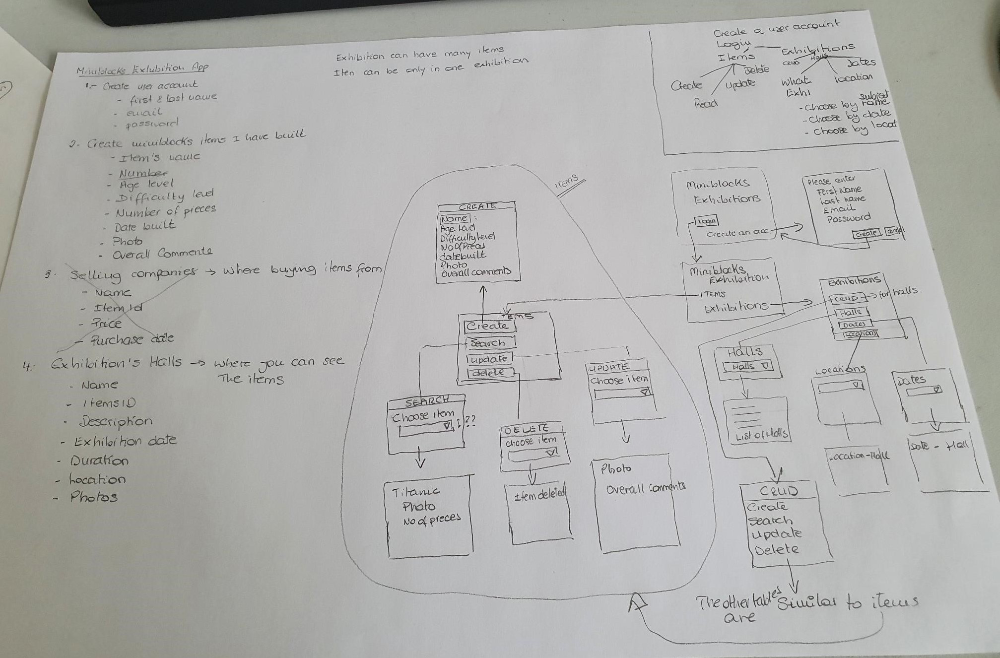 Miniblocks Exhibition App
1.- Create user account
- first & last name
- email
- password
2. Create miniblocks items I have built
- Item's name
- Number
- Age level
- Difficulty level
- Number of pieces
- Date built
- Photo
- Overall Comments
3. Selling companies → where buying items from
- Name
- Item Id
- Price
- Purchase date
4. Exhibition's Halls → where you can see
The items
- Name
- ItemsID
- Description
- Exhibition date
- Duration
- Location
- Photos
Exhibition can have many items
Item can be only in one exhibition.
Create a user account
Login
Items
Exhibitions
CRUD
Halls
Dates
Delete
Create
Update
Read
What
Exhi
location
subject
- Choose by name
- Choose by date
- Choose by locat
ITEMS
CREATE
Name :
Age level
Difficulty level
No Of Pieces
date built
Photo
Overall comments
ITEMS
Create
Search
update
delete
SEARCH
Choose item
???
Titanic
Photo
No of pieces
DELETE
choose item
Item deleted
UPDATE
Choose item
Photo
Overall Comments
Miniblocks
Exhibitions
Login
Create an acc
Please enter
First Name
Last name
Email
Password
Create
Cancel
Miniblocks
Exhibition
ITEMS
Exhibitions
Exhibitions
CRUD → for halls.
Halls
Dates
Locations
Halls
Halls
List Of Halls
Locations
Location-Hall
Dates
Date - Hall
CRUD
Create
Search
update
Delete
The other tables Similar to items
are